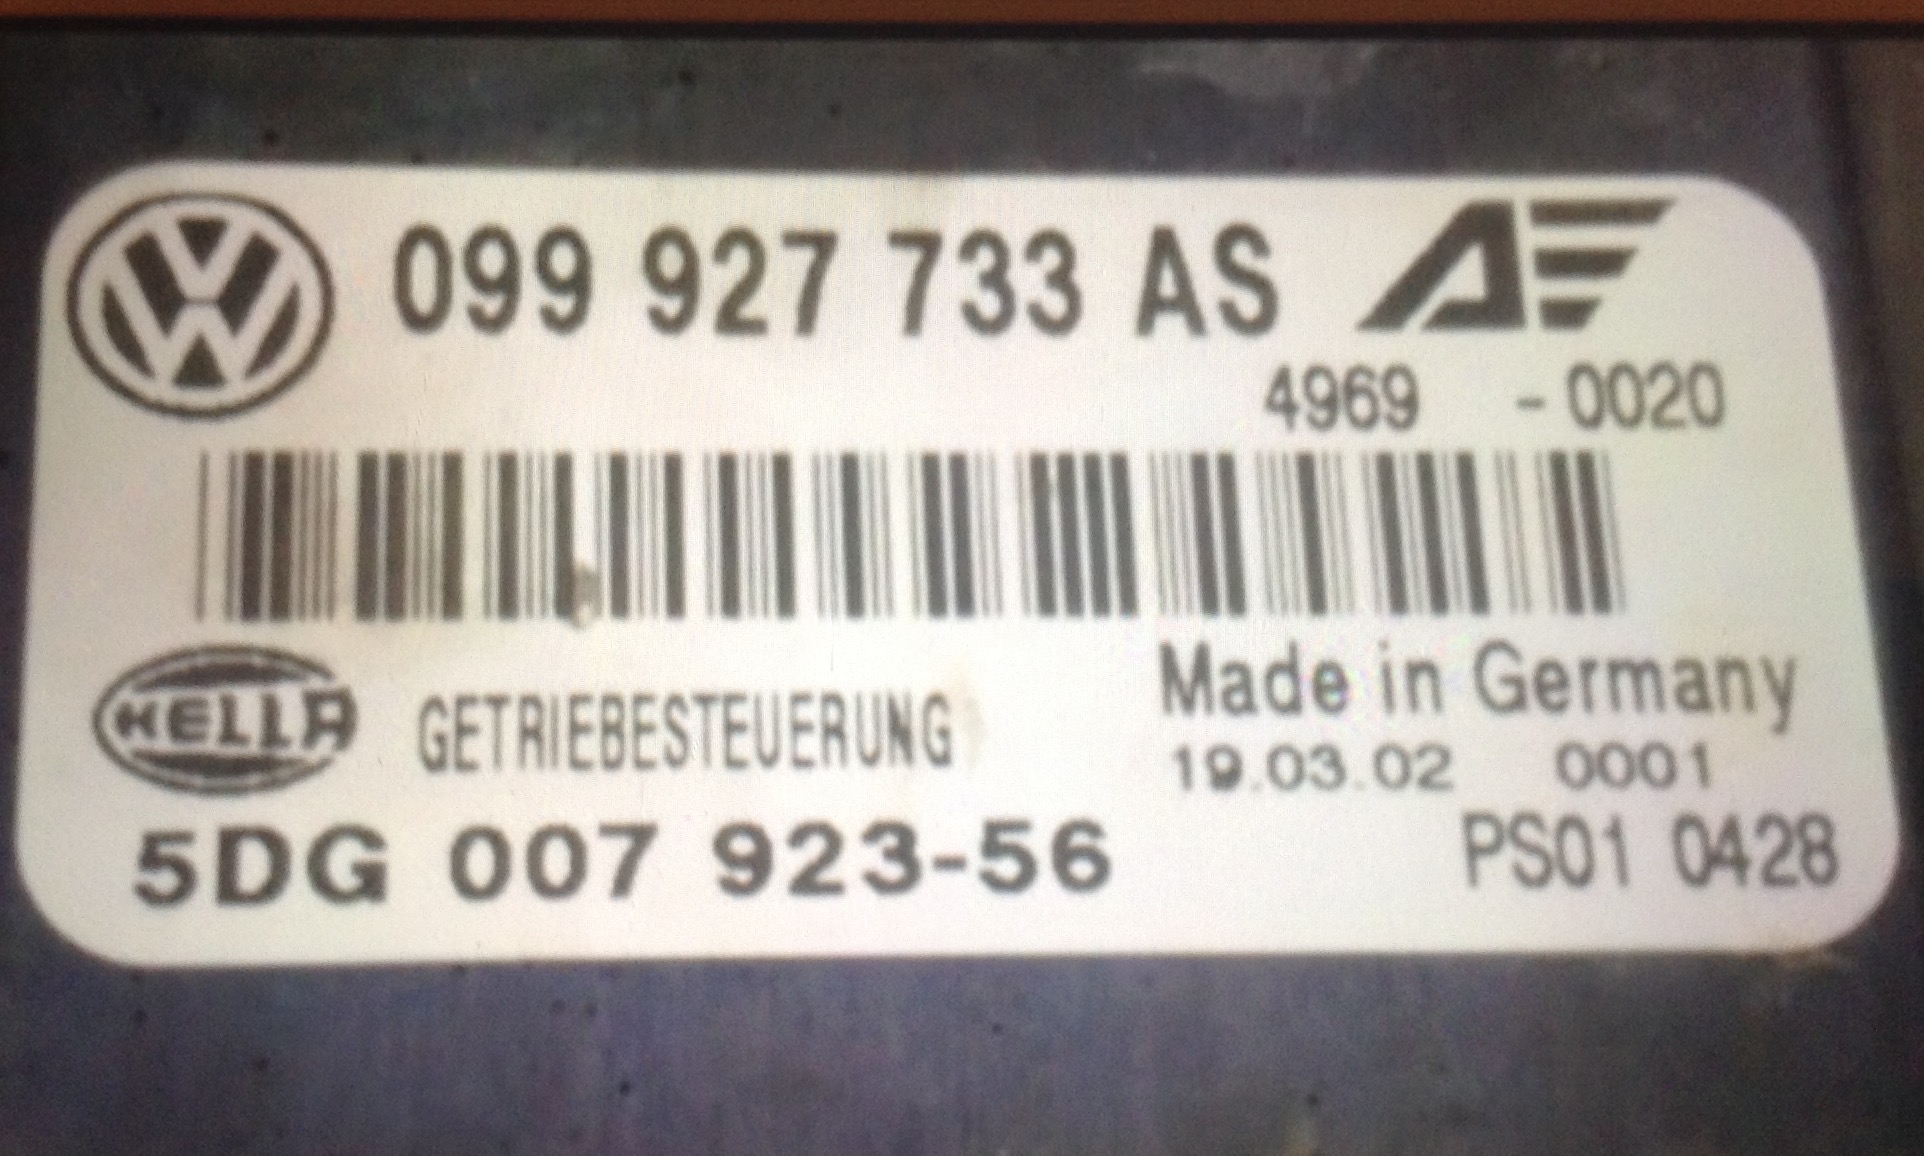 VW 099 927 733 AS
4969 - 0020
HELLA GETRIEBESTEUERUNG
Made in Germany
19.03.02 0001
5DG 007 923-56
PS01 0428